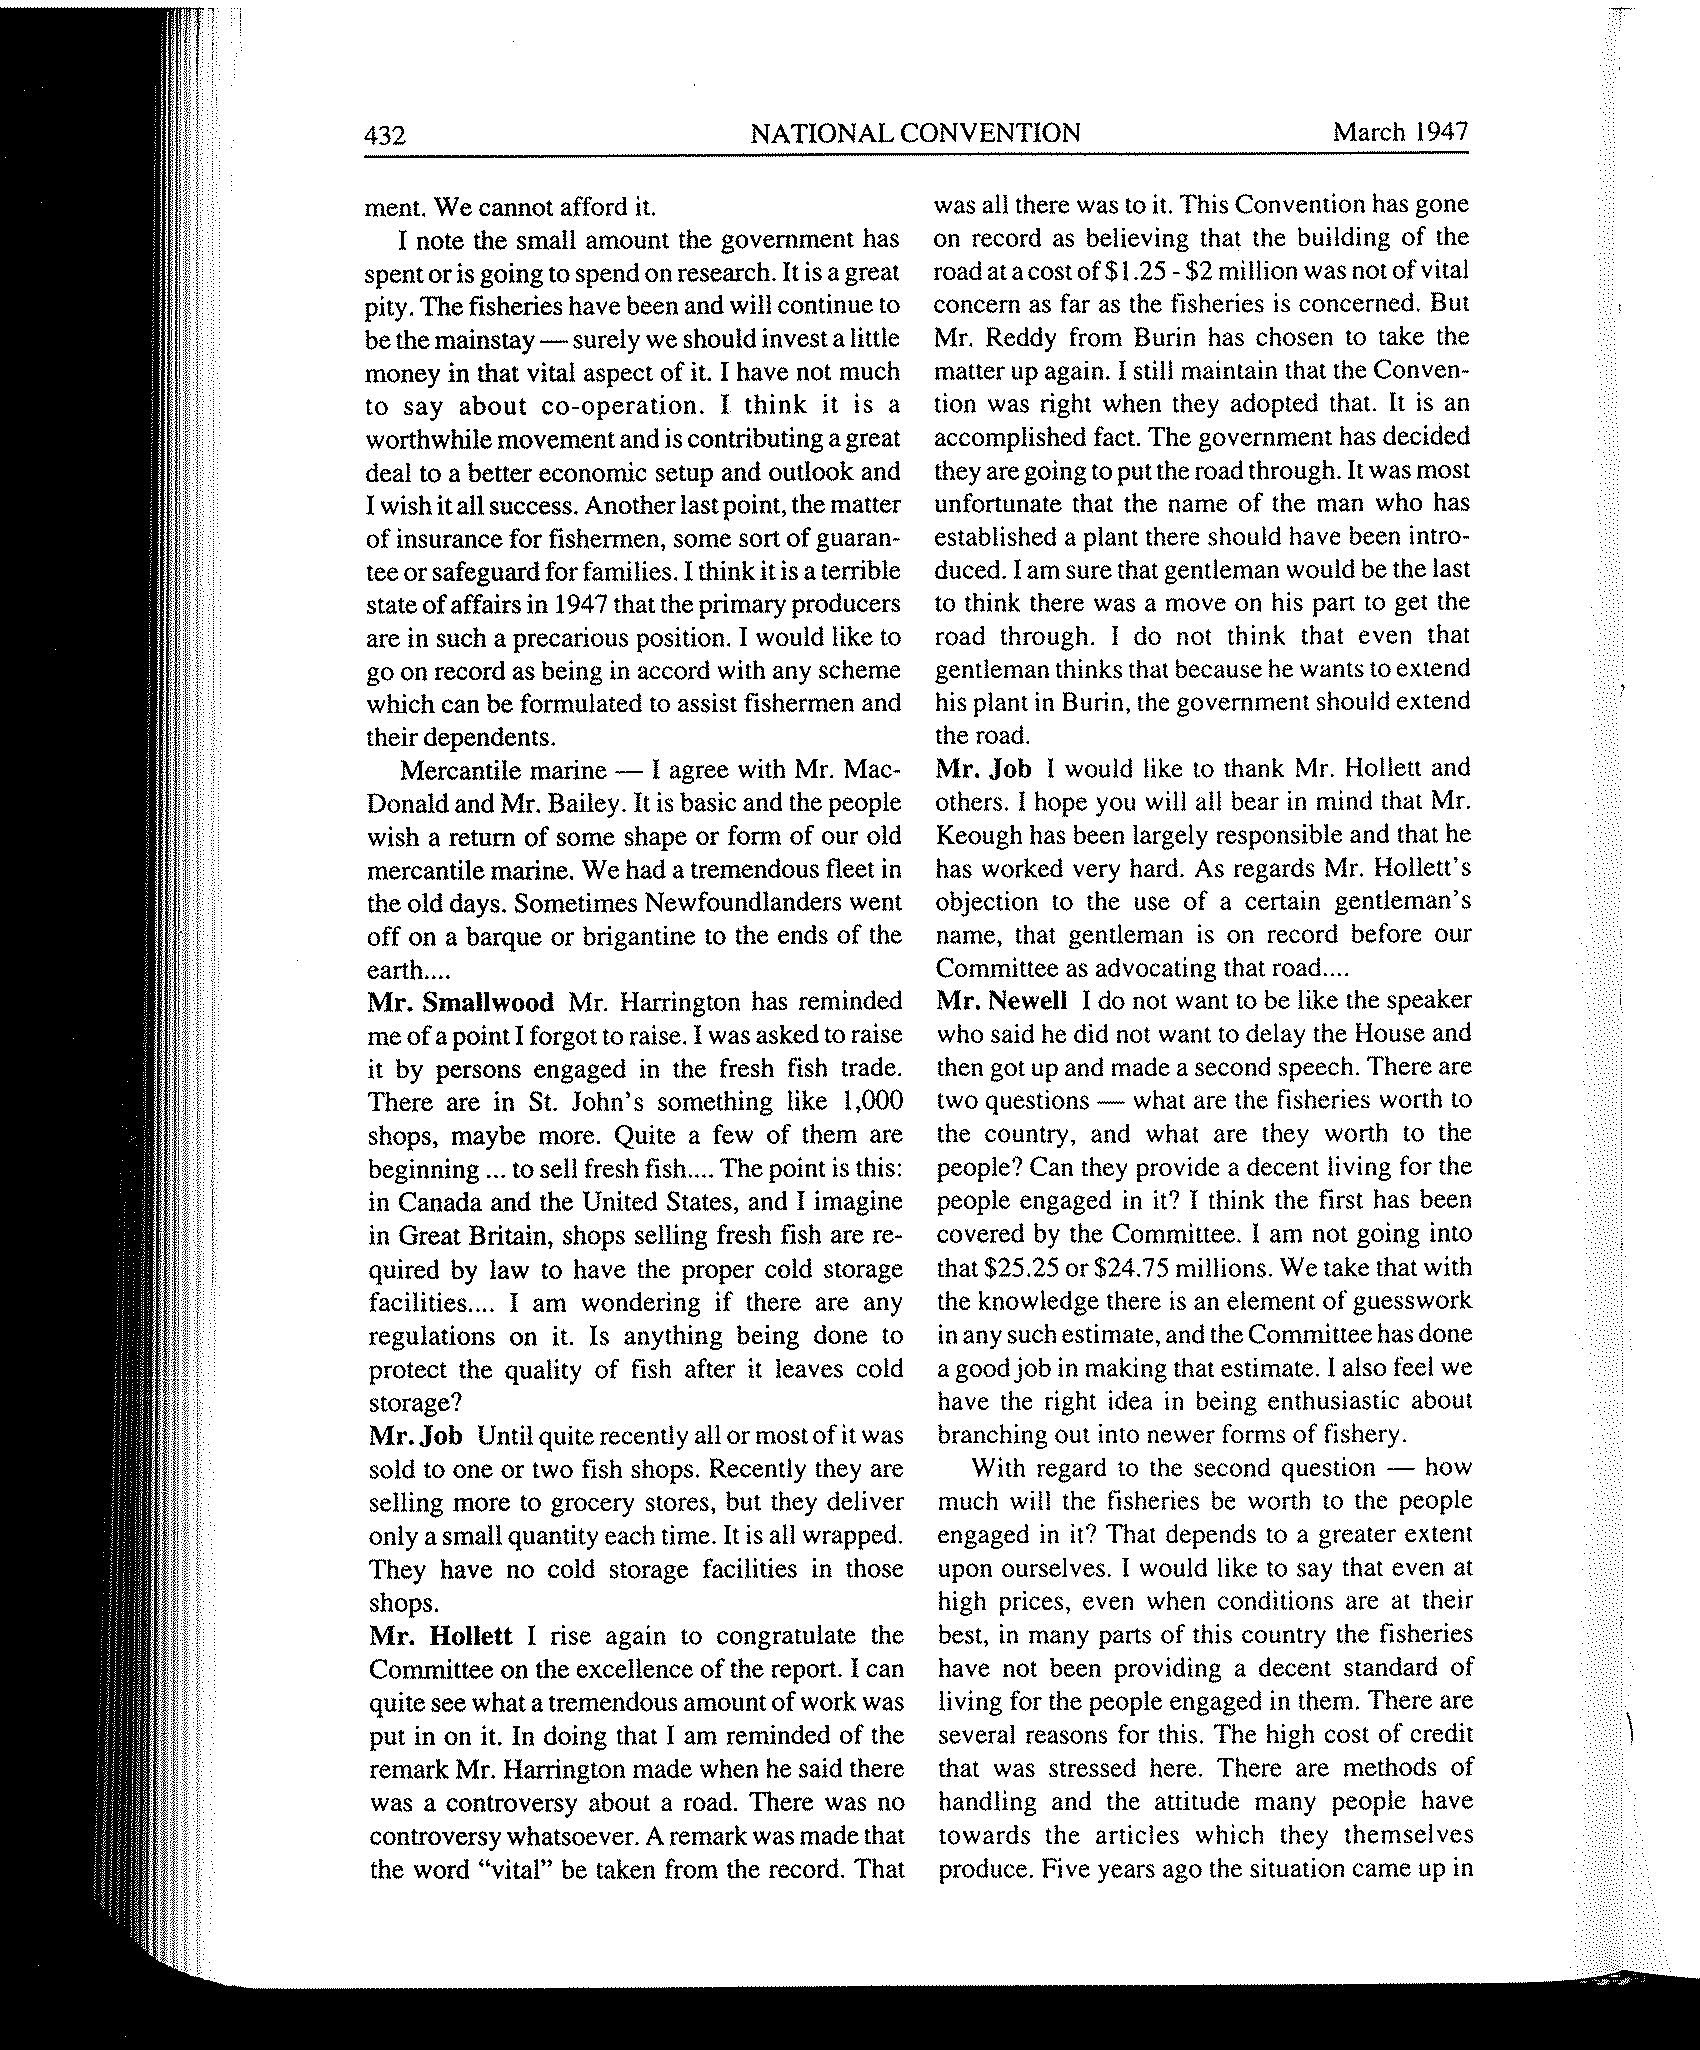 432
NATIONAL CONVENTION
March 1947
ment. We cannot afford it.
I note the small amount the government has
spent or is going to spend on research. It is a great
pity. The fisheries have been and will continue to
be the mainstay — surely we should invest a little
money in that vital aspect of it. I have not much
to say about co-operation. I think it is a
worthwhile movement and is contributing a great
deal to a better economic setup and outlook and
I wish it all success. Another last point, the matter
of insurance for fishermen, some sort of guaran-
tee or safeguard for families. I think it is a terrible
state of affairs in 1947 that the primary producers
are in such a precarious position. I would like to
go on record as being in accord with any scheme
which can be formulated to assist fishermen and
their dependents.
Mercantile marine — I agree with Mr. Mac-
Donald and Mr. Bailey. It is basic and the people
wish a return of some shape or form of our old
mercantile marine. We had a tremendous fleet in
the old days. Sometimes Newfoundlanders went
off on a barque or brigantine to the ends of the
earth....
Mr. Smallwood Mr. Harrington has reminded
me of a point I forgot to raise. I was asked to raise
it by persons engaged in the fresh fish trade.
There are in St. John's something like 1,000
shops, maybe more. Quite a few of them are
beginning ... to sell fresh fish.... The point is this:
in Canada and the United States, and I imagine
in Great Britain, shops selling fresh fish are re-
quired by law to have the proper cold storage
facilities.... I am wondering if there are any
regulations on it. Is anything being done to
protect the quality of fish after it leaves cold
storage?
Mr. Job Until quite recently all or most of it was
sold to one or two fish shops. Recently they are
selling more to grocery stores, but they deliver
only a small quantity each time. It is all wrapped.
They have no cold storage facilities in those
shops.
Mr. Hollett I rise again to congratulate the
Committee on the excellence of the report. I can
quite see what a tremendous amount of work was
put in on it. In doing that I am reminded of the
remark Mr. Harrington made when he said there
was a controversy about a road. There was no
controversy whatsoever. A remark was made that
the word "vital" be taken from the record. That
was all there was to it. This Convention has gone
on record as believing that the building of the
road at a cost of $1.25 - $2 million was not of vital
concern as far as the fisheries is concerned. But
Mr. Reddy from Burin has chosen to take the
matter up again. I still maintain that the Conven-
tion was right when they adopted that. It is an
accomplished fact. The government has decided
they are going to put the road through. It was most
unfortunate that the name of the man who has
established a plant there should have been intro-
duced. I am sure that gentleman would be the last
to think there was a move on his part to get the
road through. I do not think that even that
gentleman thinks that because he wants to extend
his plant in Burin, the government should extend
the road.
Mr. Job I would like to thank Mr. Hollett and
others. I hope you will all bear in mind that Mr.
Keough has been largely responsible and that he
has worked very hard. As regards Mr. Hollett's
objection to the use of a certain gentleman's
name, that gentleman is on record before our
Committee as advocating that road....
Mr. Newell I do not want to be like the speaker
who said he did not want to delay the House and
then got up and made a second speech. There are
two questions — what are the fisheries worth to
the country, and what are they worth to the
people? Can they provide a decent living for the
people engaged in it? I think the first has been
covered by the Committee. I am not going into
that $25.25 or $24.75 millions. We take that with
the knowledge there is an element of guesswork
in any such estimate, and the Committee has done
a good job in making that estimate. I also feel we
have the right idea in being enthusiastic about
branching out into newer forms of fishery.
With regard to the second question — how
much will the fisheries be worth to the people
engaged in it? That depends to a greater extent
upon ourselves. I would like to say that even at
high prices, even when conditions are at their
best, in many parts of this country the fisheries
have not been providing a decent standard of
living for the people engaged in them. There are
several reasons for this. The high cost of credit
that was stressed here. There are methods of
handling and the attitude many people have
towards the articles which they themselves
produce. Five years ago the situation came up in